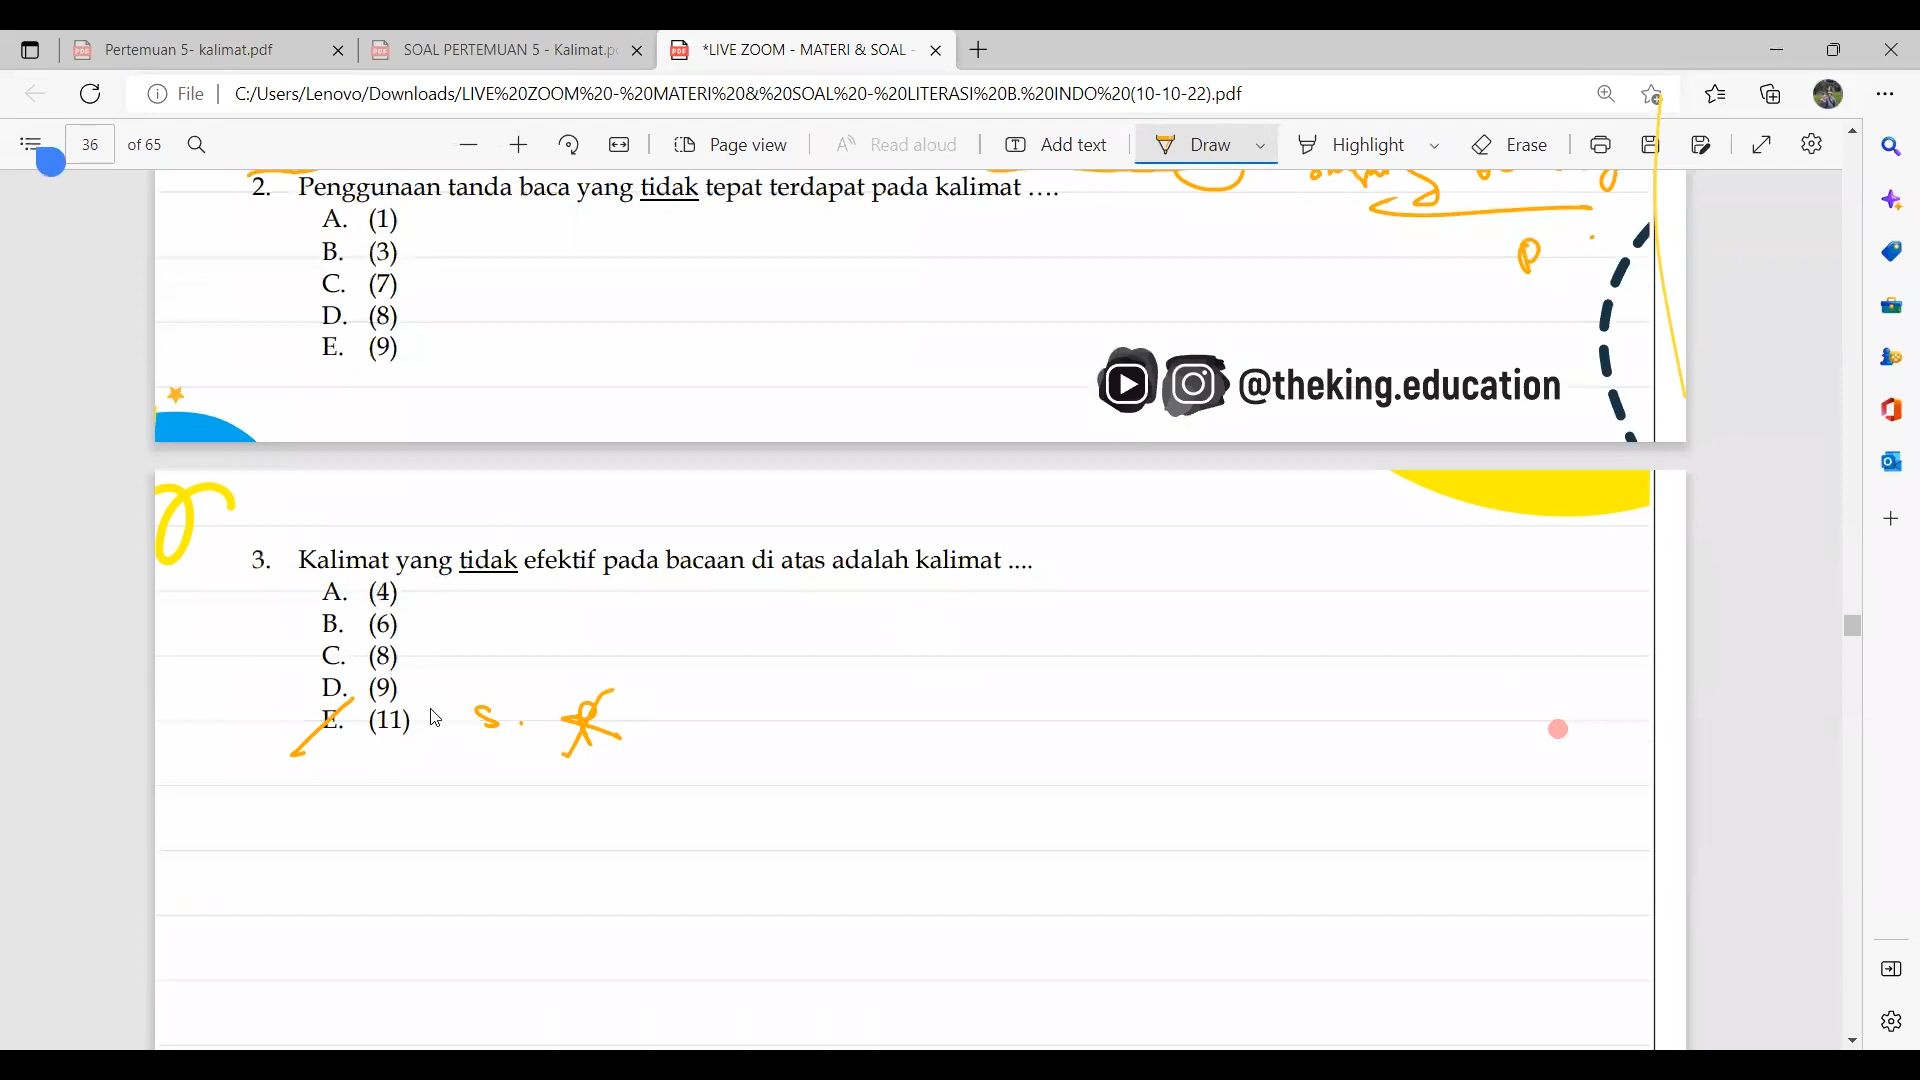 Pertemuan 5- kalimat.pdf
SOAL PERTEMUAN 5 - Kalimat.p
*LIVE ZOOM - MATERI & SOAL -
File
C:/Users/Lenovo/Downloads/LIVE%20ZOOM%20-%20MATERI%20&%20SOAL%20-%20LITERASI%20B.%20INDO%20(10-10-22).pdf
36 of 65
Page view
Read aloud
Add text
Draw
Highlight
Erase
2. Penggunaan tanda baca yang tidak tepat terdapat pada kalimat ….
A. (1)
B. (3)
C. (7)
D. (8)
E. (9)
P
@theking.education
3. Kalimat yang tidak efektif pada bacaan di atas adalah kalimat ....
A. (4)
B. (6)
C. (8)
D. (9)
E. (11) S.